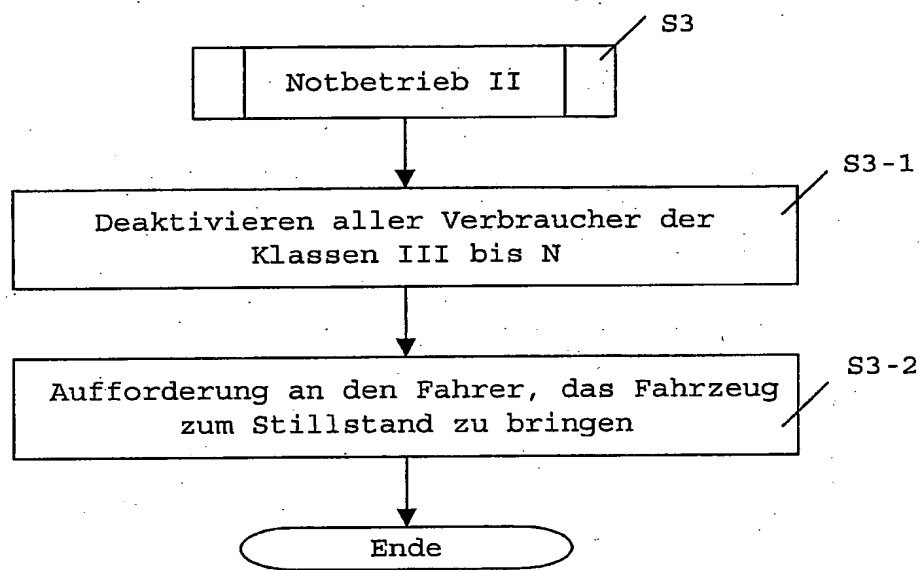 S3
Notbetrieb II
S3-1
Deaktivieren aller Verbraucher der
Klassen III bis N
S3-2
Aufforderung an den Fahrer, das Fahrzeug
zum Stillstand zu bringen
Ende